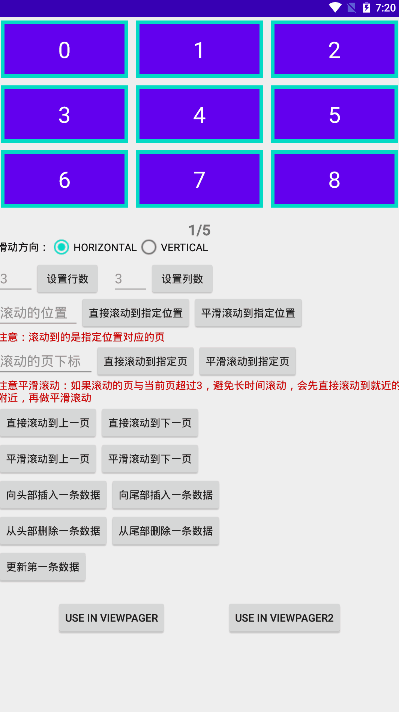 7:20
0 1 2
3 4 5
6 7 8
1/5
滑动方向： HORIZONTAL VERTICAL
3 设置行数 3 设置列数
滚动的位置 直接滚动到指定位置 平滑滚动到指定位置
注意：滚动到的是指定位置对应的页
滚动的页下标 直接滚动到指定页 平滑滚动到指定页
注意平滑滚动：如果滚动的页与当前页超过3，避免长时间滚动，会先直接滚动到就近的
附近，再做平滑滚动
直接滚动到上一页 直接滚动到下一页
平滑滚动到上一页 平滑滚动到下一页
向头部插入一条数据 向尾部插入一条数据
从头部删除一条数据 从尾部删除一条数据
更新第一条数据
USE IN VIEWPAGER USE IN VIEWPAGER2